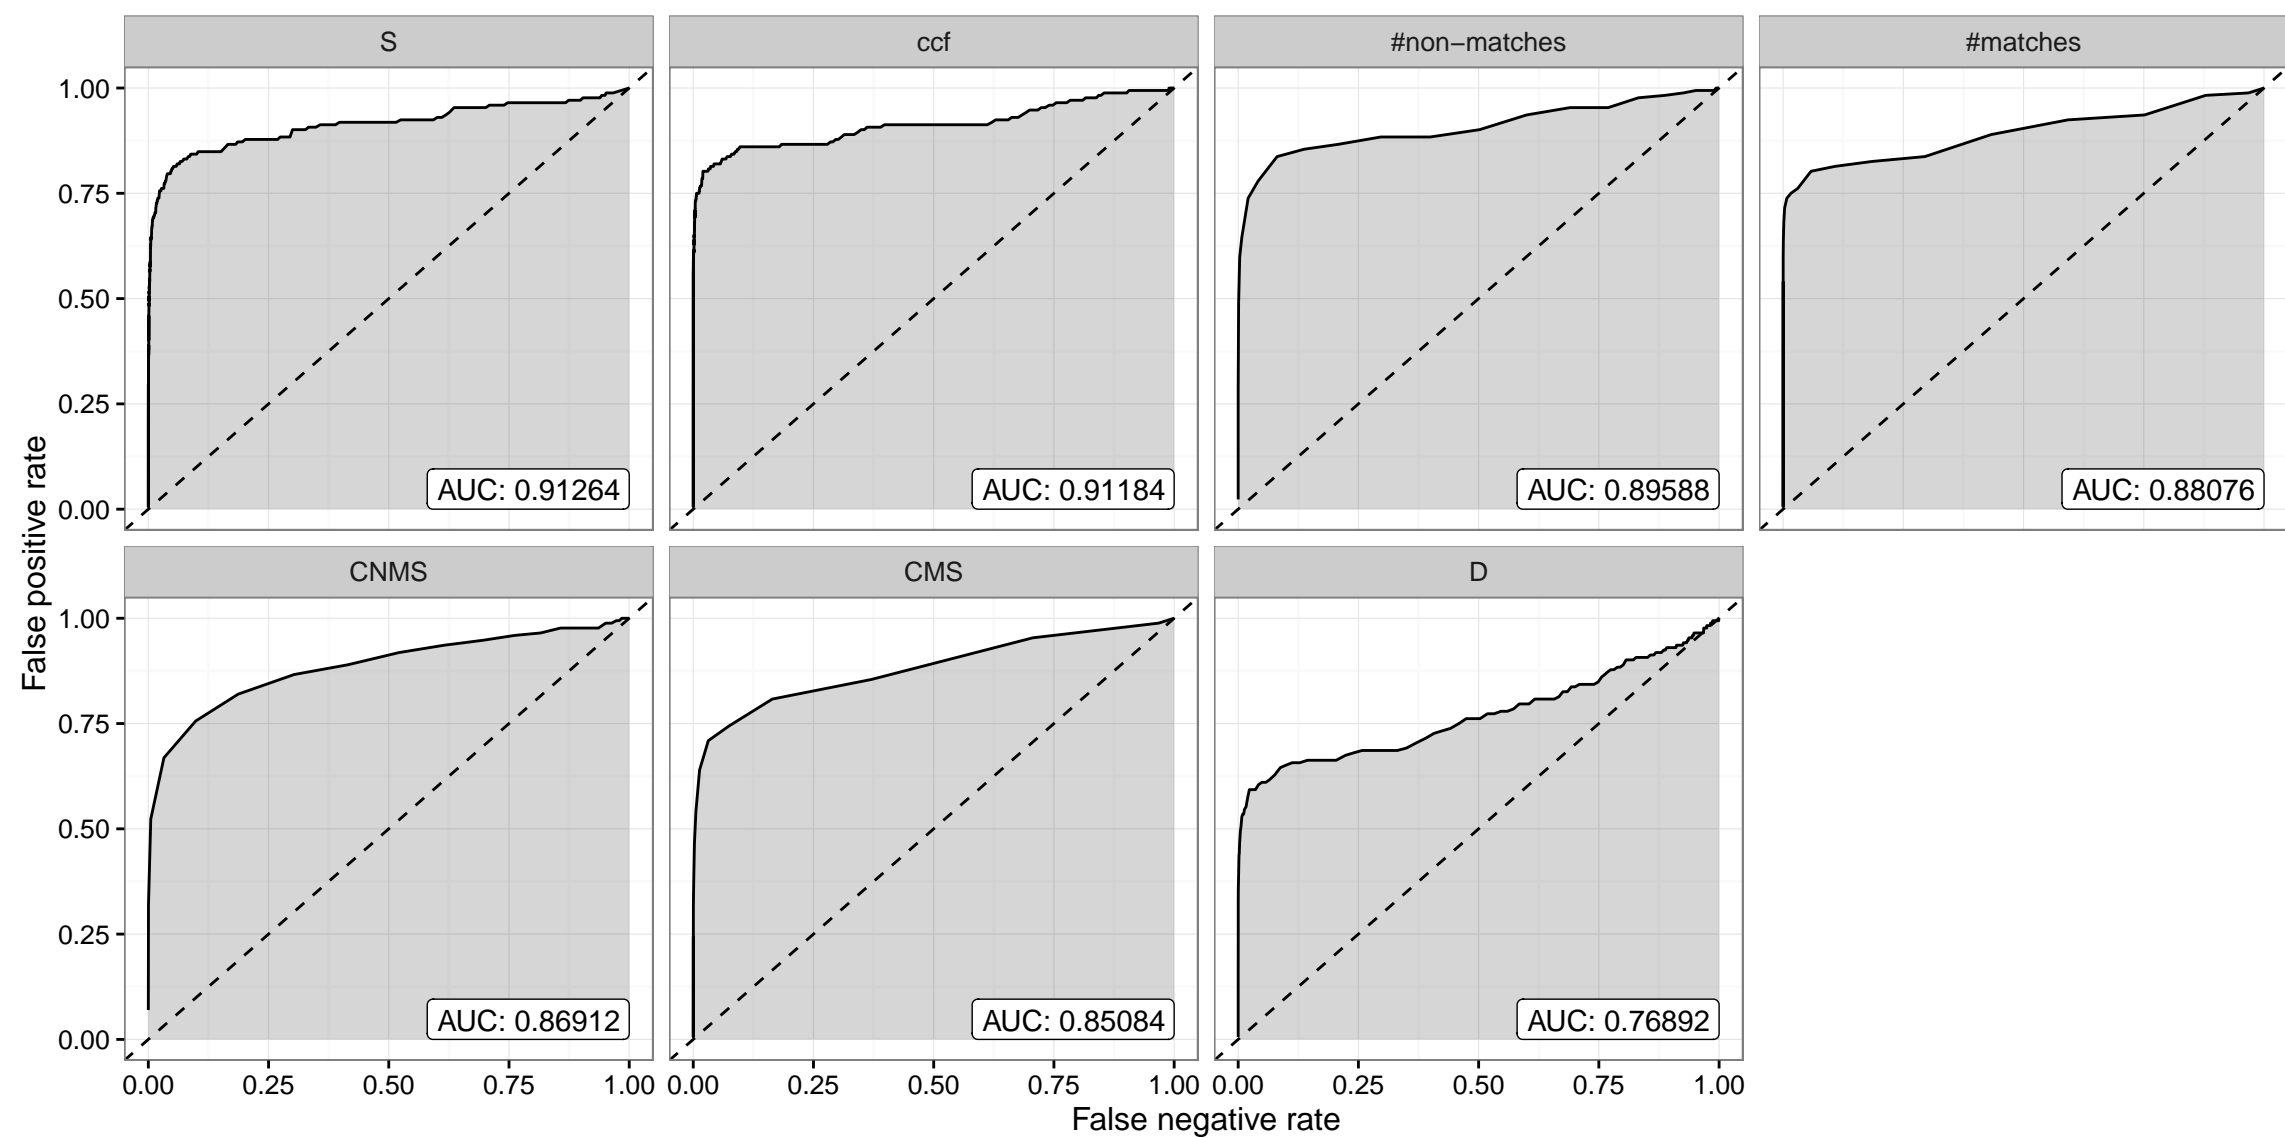 S ccf #non−matches #matches
1.00
0.75
0.50
0.25
0.00
AUC: 0.91264 AUC: 0.91184 AUC: 0.89588 AUC: 0.88076
False positive rate
CNMS CMS D
1.00
0.75
0.50
0.25
0.00
AUC: 0.86912 AUC: 0.85084 AUC: 0.76892
0.00 0.25 0.50 0.75 1.00 0.00 0.25 0.50 0.75 1.00 0.00 0.25 0.50 0.75 1.00
False negative rate